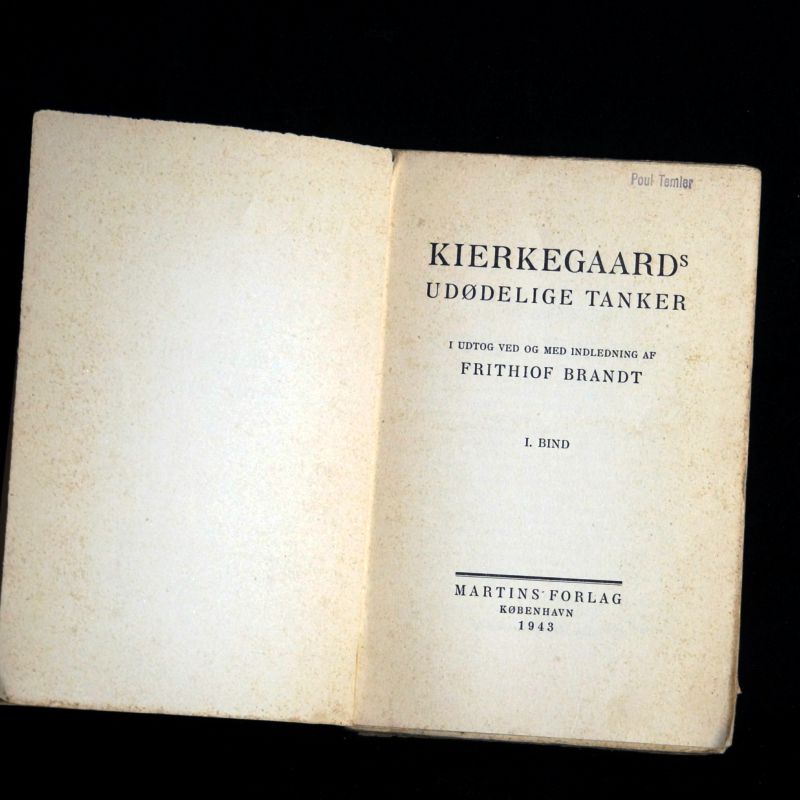 Poul Temler
KIERKEGAARDs
UDØDELIGE TANKER
I UDTOG VED OG MED INDLEDNING AF
FRITHIOF BRANDT
I. BIND
MARTINS FORLAG
KØBENHAVN
1943